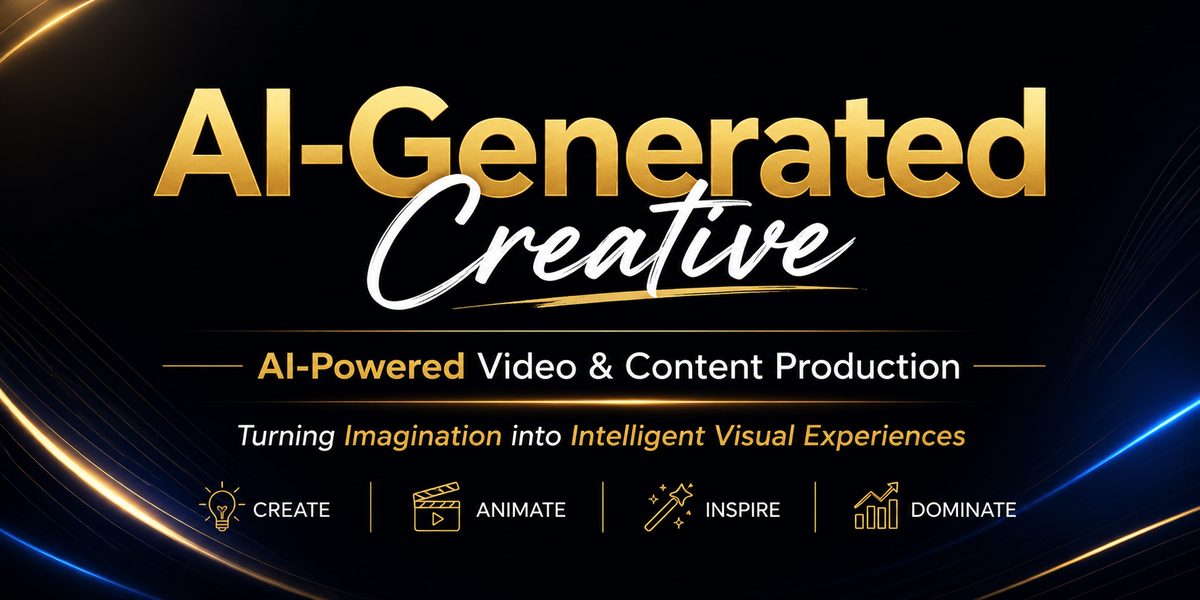 AI-Generated
Creative
AI-Powered Video & Content Production
Turning Imagination into Intelligent Visual Experiences
CREATE
ANIMATE
INSPIRE
DOMINATE